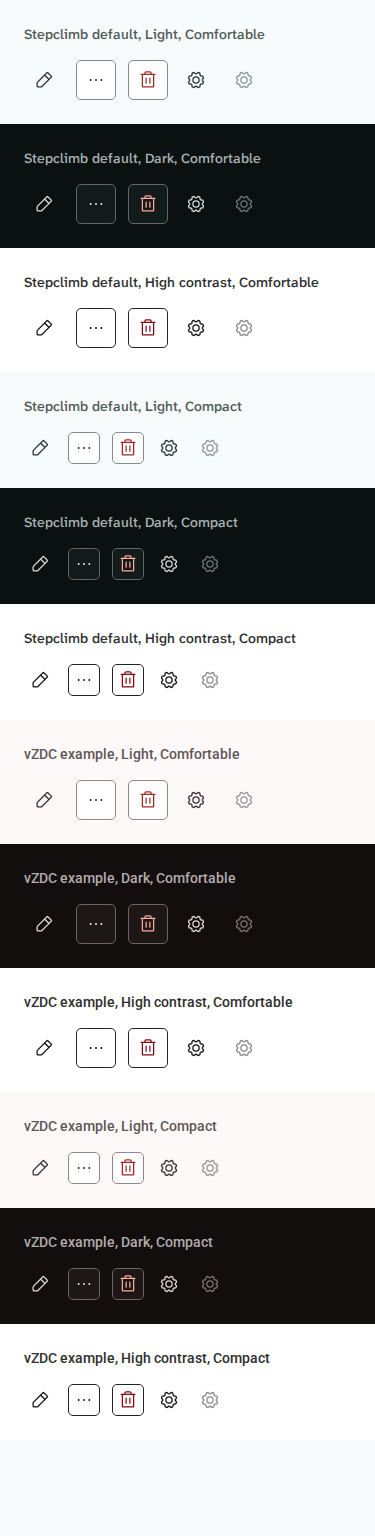 Stepclimb default, Light, Comfortable
Stepclimb default, Dark, Comfortable
Stepclimb default, High contrast, Comfortable
Stepclimb default, Light, Compact
Stepclimb default, Dark, Compact
Stepclimb default, High contrast, Compact
vZDC example, Light, Comfortable
vZDC example, Dark, Comfortable
vZDC example, High contrast, Comfortable
vZDC example, Light, Compact
vZDC example, Dark, Compact
vZDC example, High contrast, Compact